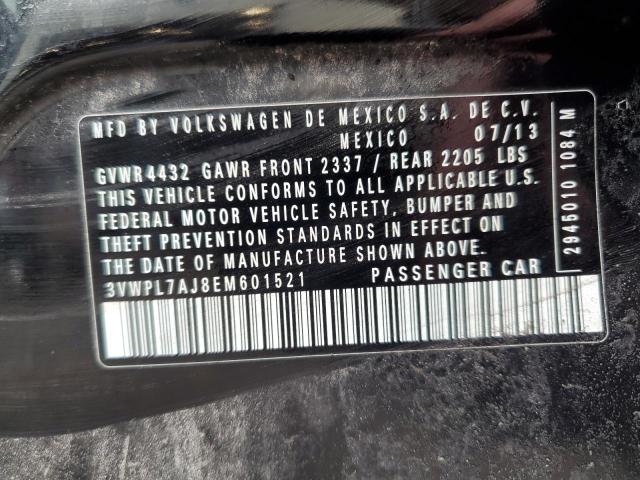 MFD BY VOLKSWAGEN DE MEXICO S.A. DE C.V.
MEXICO 07/13
GVWR4432 GAWR FRONT 2337 / REAR 2205 LBS
THIS VEHICLE CONFORMS TO ALL APPLICABLE U.S.
FEDERAL MOTOR VEHICLE SAFETY, BUMPER AND
THEFT PREVENTION STANDARDS IN EFFECT ON
THE DATE OF MANUFACTURE SHOWN ABOVE.
3VWPL7AJ8EM601521 PASSENGER CAR
2945010 1084 M